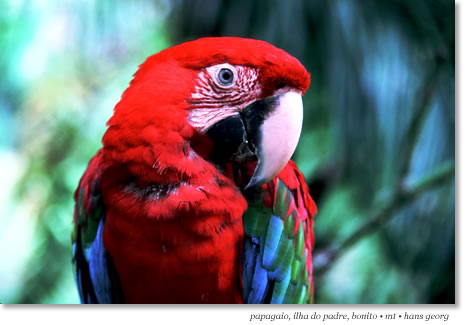 papagaio, ilha do padre, bonito • mt • hans georg